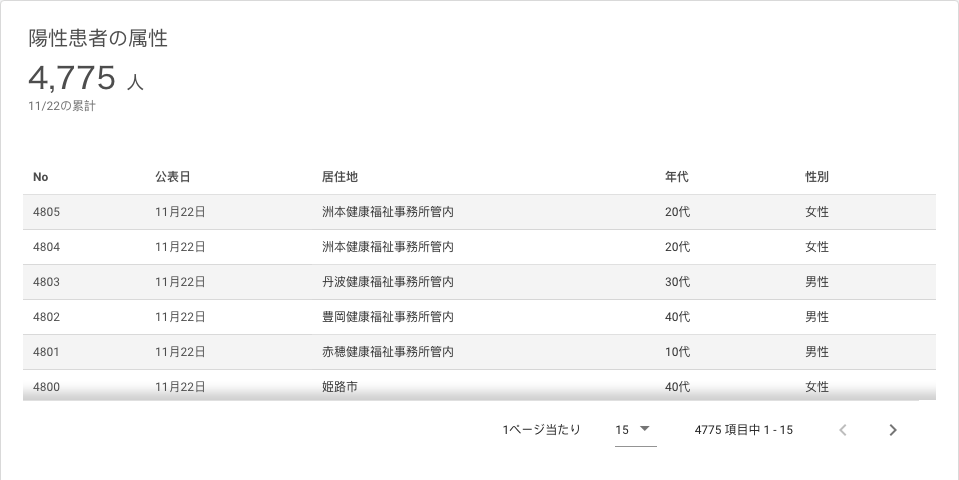 陽性患者の属性
4,775 人
11/22の累計
No 公表日 居住地 年代 性別
4805 11月22日 洲本健康福祉事務所管内 20代 女性
4804 11月22日 洲本健康福祉事務所管内 20代 女性
4803 11月22日 丹波健康福祉事務所管内 30代 男性
4802 11月22日 豊岡健康福祉事務所管内 40代 男性
4801 11月22日 赤穂健康福祉事務所管内 10代 男性
4800 11月22日 姫路市 40代 女性
1ページ当たり 15 4775 項目中 1 - 15